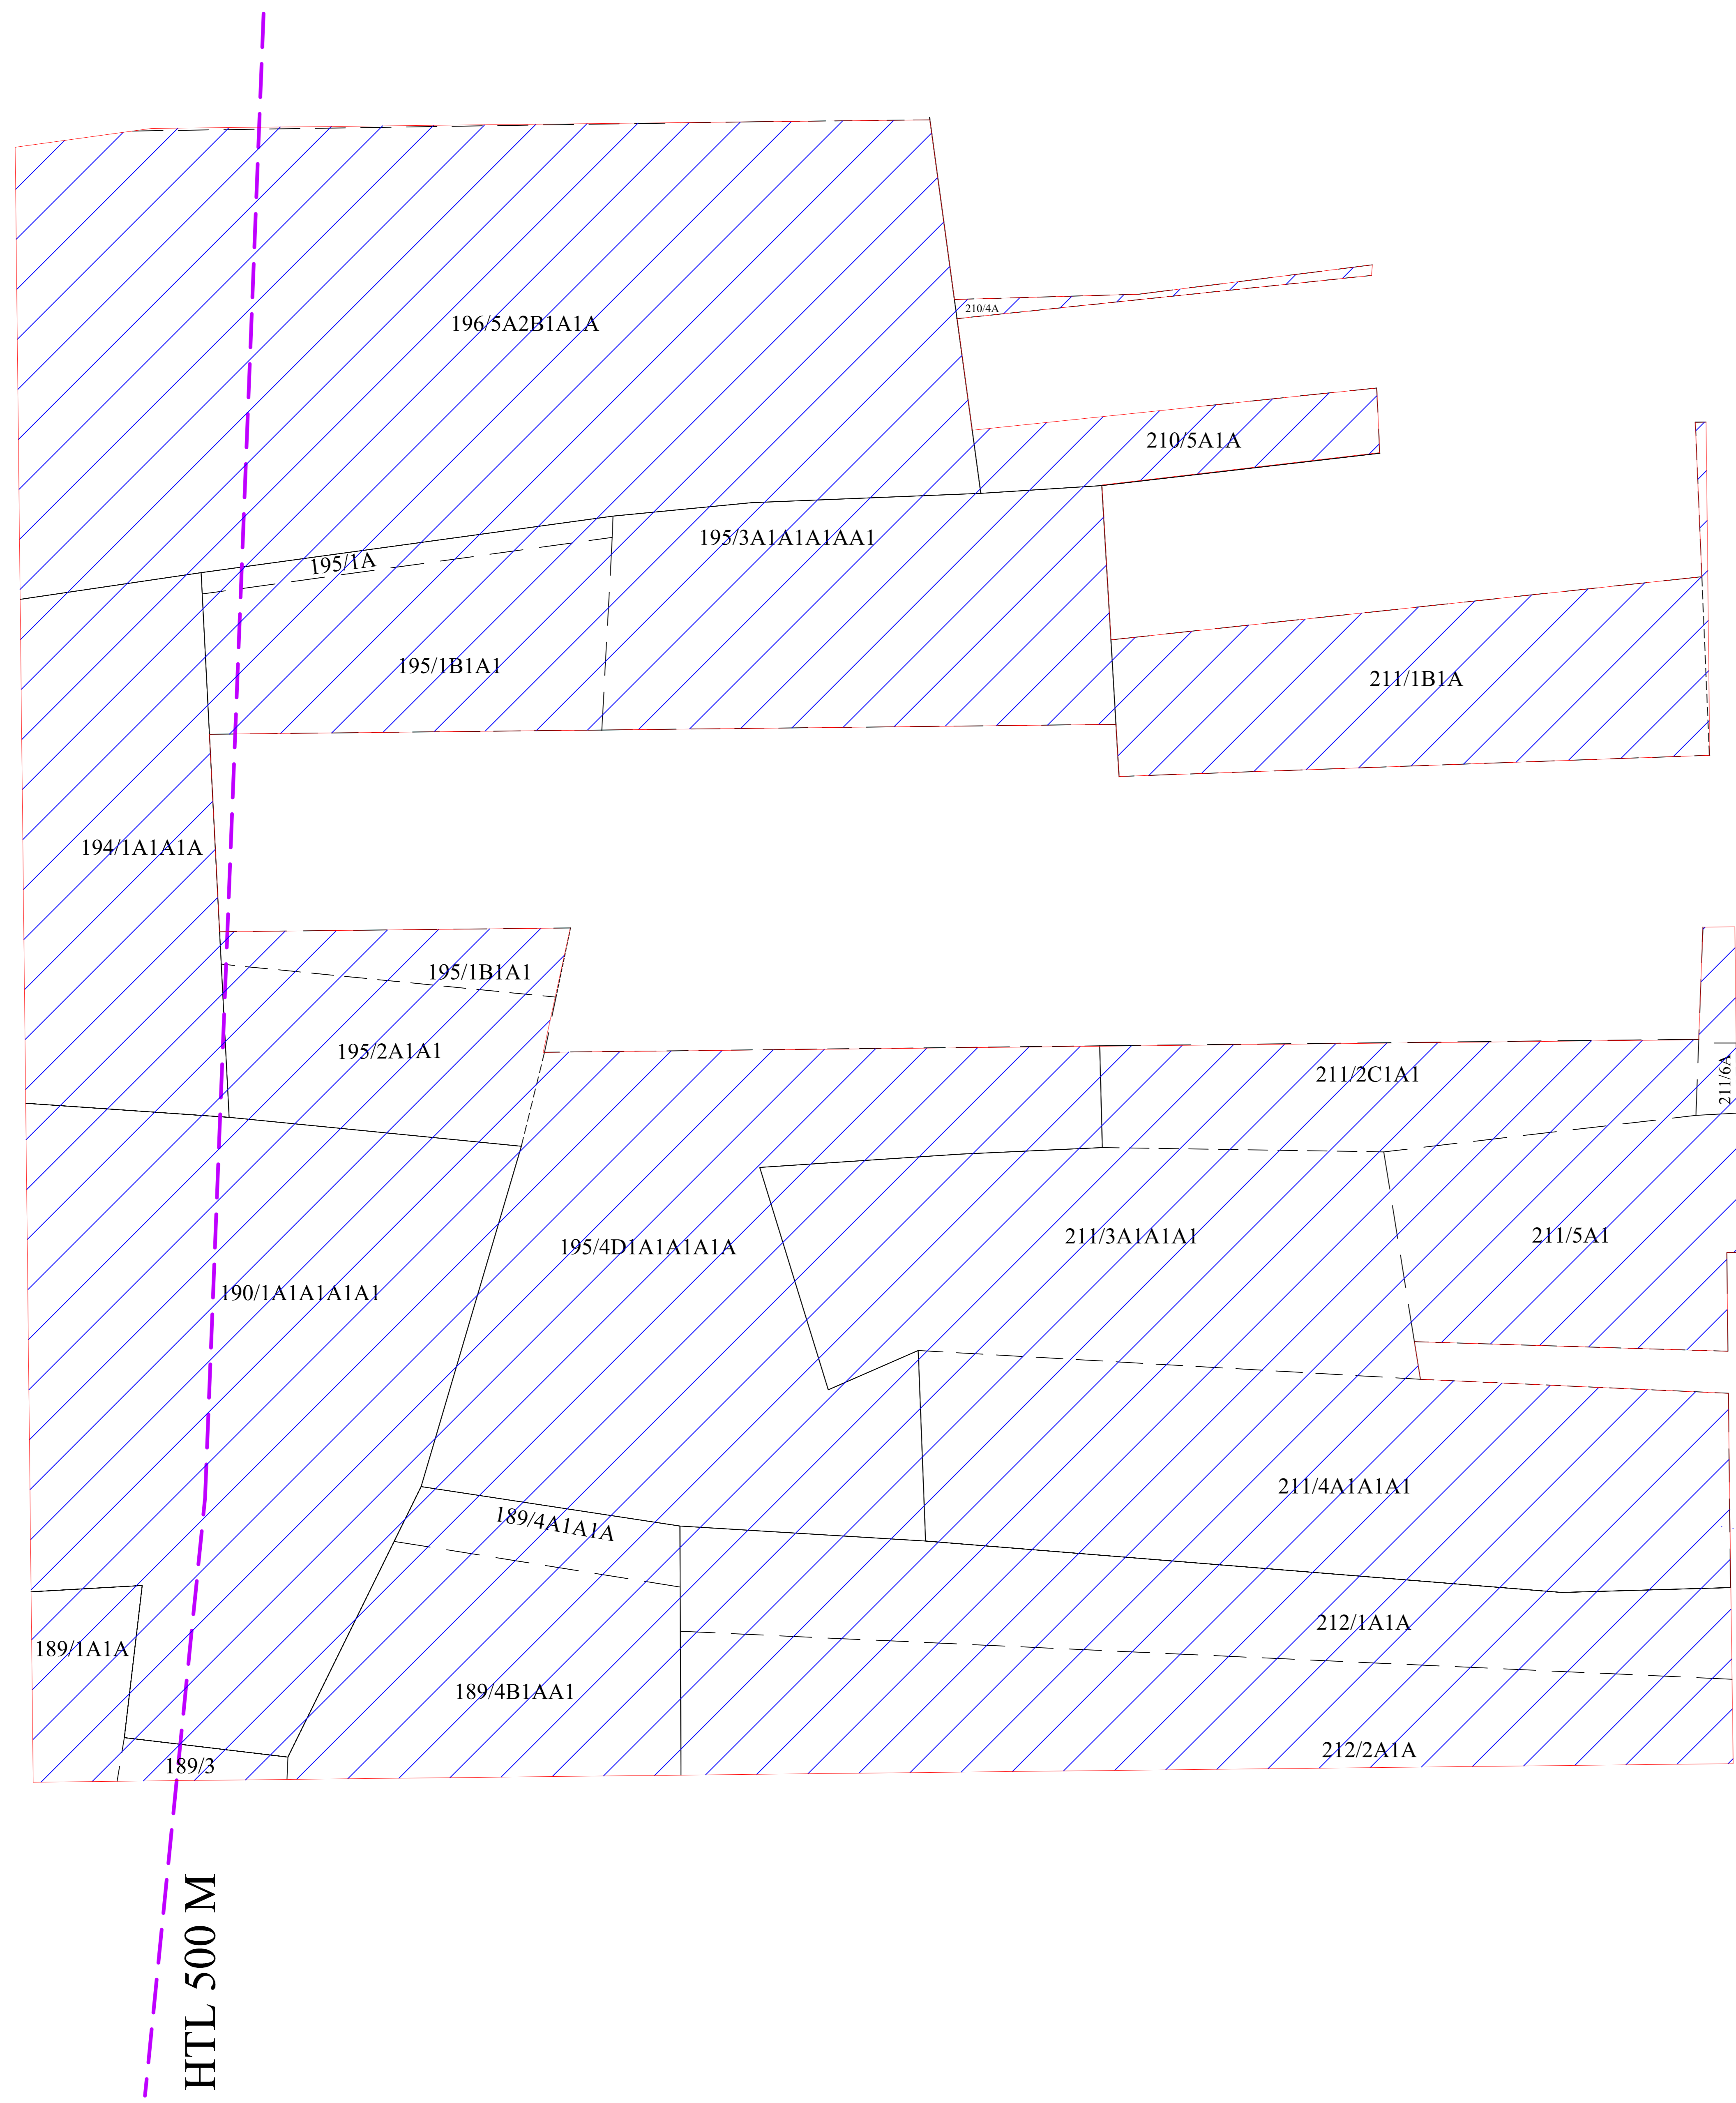 196/5A2B1A1A
210/4A
210/5A1A
195/3A1A1A1AA1
195/1A
195/1B1A1
211/1B1A
194/1A1A1A
195/1B1A1
195/2A1A1
211/2C1A1
211/6A
211/3A1A1A1
211/5A1
195/4D1A1A1A1A
190/1A1A1A1A1
211/4A1A1A1
189/4A1A1A
212/1A1A
189/1A1A
189/4B1AA1
212/2A1A
189/3
HTL 500 M